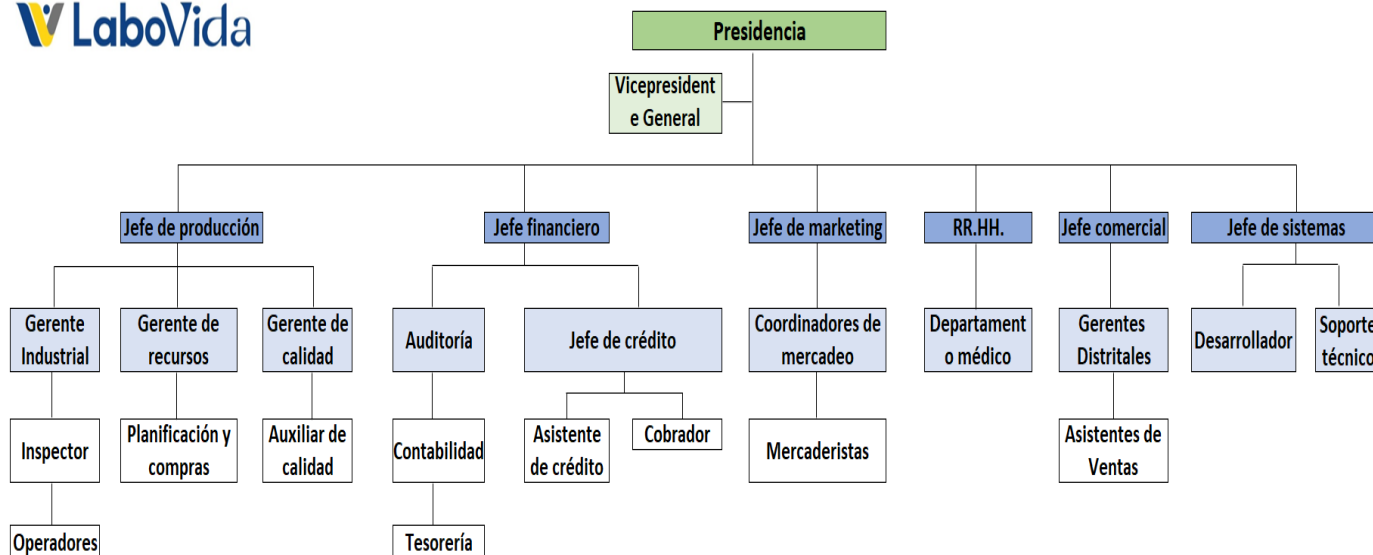 LaboVida
Presidencia
Vicepresident
e General
Jefe de producción
Jefe financiero
Jefe de marketing
RR.HH.
Jefe comercial
Jefe de sistemas
Gerente
Industrial
Gerente de
recursos
Gerente de
calidad
Auditoría
Jefe de crédito
Coordinadores de
mercadeo
Departament
o médico
Gerentes
Distritales
Desarrollador
Soporte
técnico
Inspector
Planificación y
compras
Auxiliar de
calidad
Contabilidad
Asistente
de crédito
Cobrador
Mercaderistas
Asistentes de
Ventas
Operadores
Tesorería